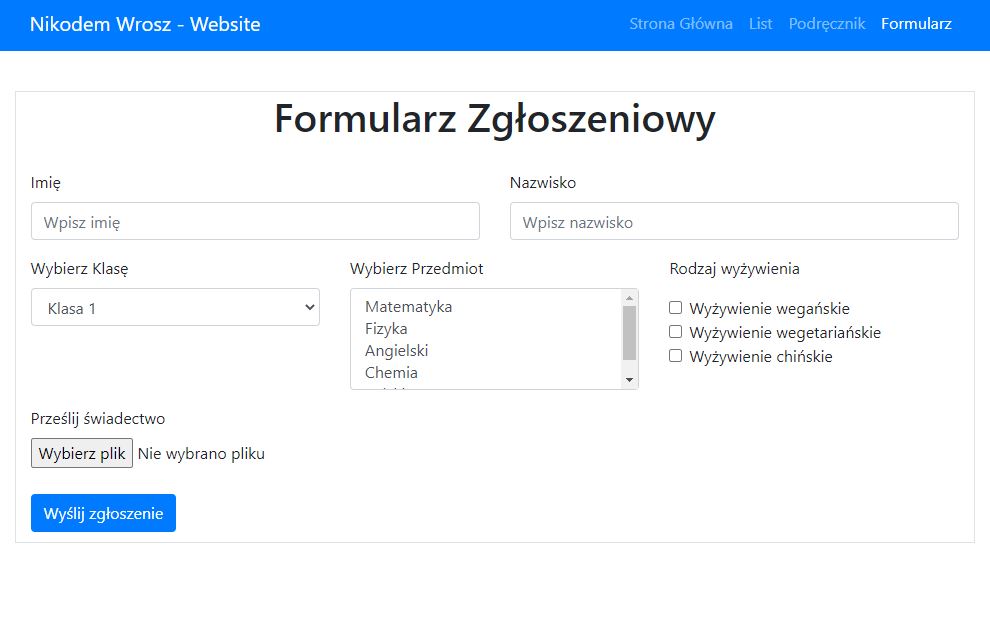 Nikodem Wrosz - Website
Strona Główna List Podręcznik Formularz
Formularz Zgłoszeniowy
Imię
Nazwisko
Wpisz imię
Wpisz nazwisko
Wybierz Klasę
Wybierz Przedmiot
Rodzaj wyżywienia
Klasa 1
Matematyka
Fizyka
Angielski
Chemia
Wyżywienie wegańskie
Wyżywienie wegetariańskie
Wyżywienie chińskie
Prześlij świadectwo
Wybierz plik Nie wybrano pliku
Wyślij zgłoszenie